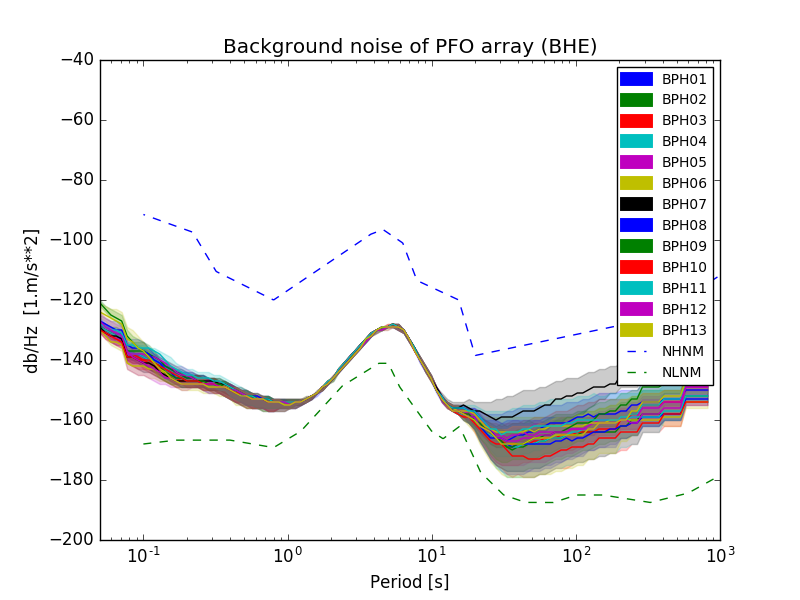 Background noise of PFO array (BHE)
db/Hz [1.m/s**2]
−40
−60
−80
−100
−120
−140
−160
−180
−200
10^-1
10^0
10^1
10^2
10^3
Period [s]
BPH01
BPH02
BPH03
BPH04
BPH05
BPH06
BPH07
BPH08
BPH09
BPH10
BPH11
BPH12
BPH13
NHNM
NLNM